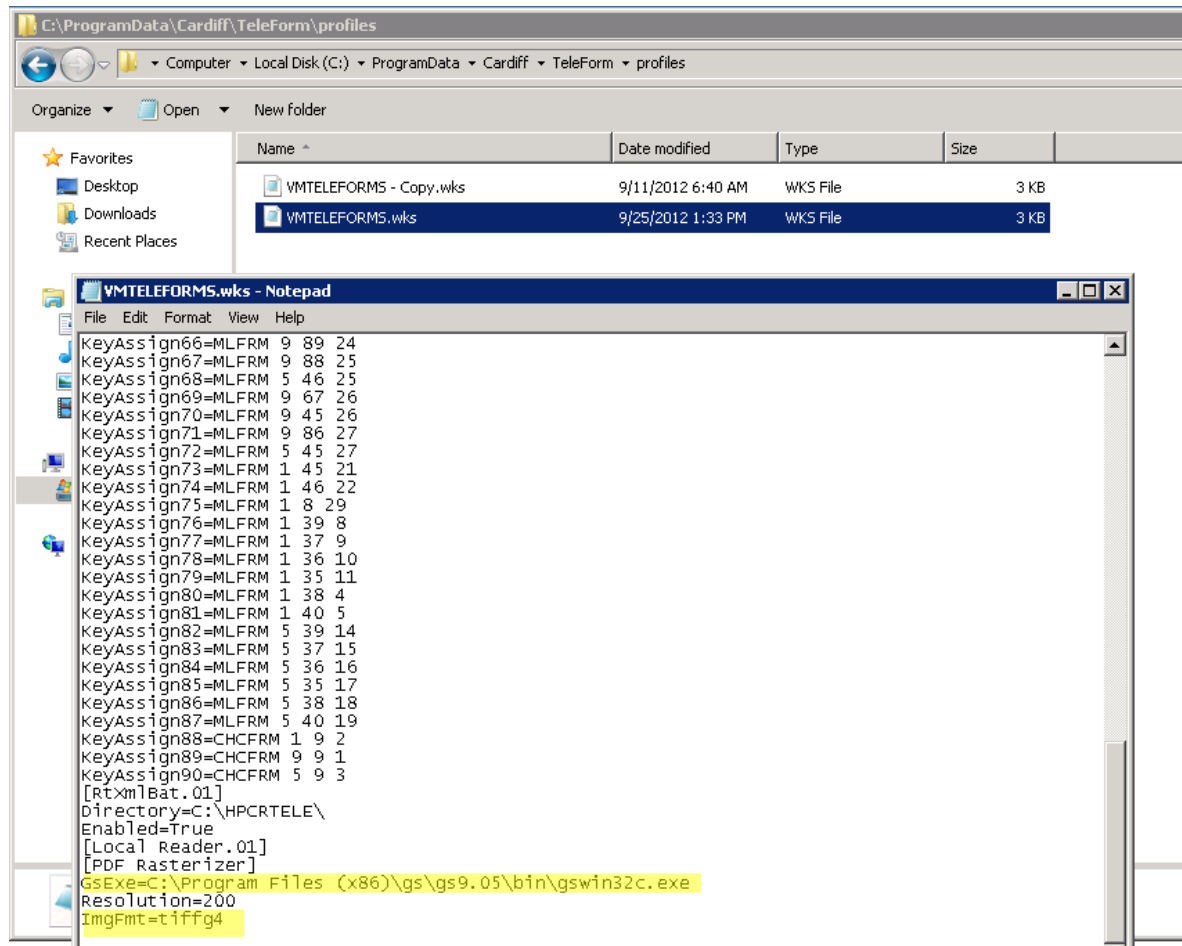 C:\ProgramData\Cardiff\TeleForm\profiles
Computer Local Disk (C:) ProgramData Cardiff TeleForm profiles
Organize Open New folder
Favorites
Desktop
Downloads
Recent Places
Name Date modified Type Size
VMTELEFORMS - Copy.wks 9/11/2012 6:40 AM WKS File 3 KB
VMTELEFORMS.wks 9/25/2012 1:33 PM WKS File 3 KB
VMTELEFORMS.wks - Notepad
File Edit Format View Help
KeyAssign66=MLFRM 9 89 24
KeyAssign67=MLFRM 9 88 25
KeyAssign68=MLFRM 5 46 25
KeyAssign69=MLFRM 9 67 26
KeyAssign70=MLFRM 9 45 26
KeyAssign71=MLFRM 9 86 27
KeyAssign72=MLFRM 5 45 27
KeyAssign73=MLFRM 1 45 21
KeyAssign74=MLFRM 1 46 22
KeyAssign75=MLFRM 1 8 29
KeyAssign76=MLFRM 1 39 8
KeyAssign77=MLFRM 1 37 9
KeyAssign78=MLFRM 1 36 10
KeyAssign79=MLFRM 1 35 11
KeyAssign80=MLFRM 1 38 4
KeyAssign81=MLFRM 1 40 5
KeyAssign82=MLFRM 5 39 14
KeyAssign83=MLFRM 5 37 15
KeyAssign84=MLFRM 5 36 16
KeyAssign85=MLFRM 5 35 17
KeyAssign86=MLFRM 5 38 18
KeyAssign87=MLFRM 5 40 19
KeyAssign88=CHCFRM 1 9 2
KeyAssign89=CHCFRM 9 9 1
KeyAssign90=CHCFRM 5 9 3
[RtXmlBat.01]
Directory=C:\HPCRTELE\
Enabled=True
[Local Reader.01]
[PDF Rasterizer]
GsExe=C:\Program Files (x86)\gs\gs9.05\bin\gswin32c.exe
Resolution=200
ImgFmt=tiffg4